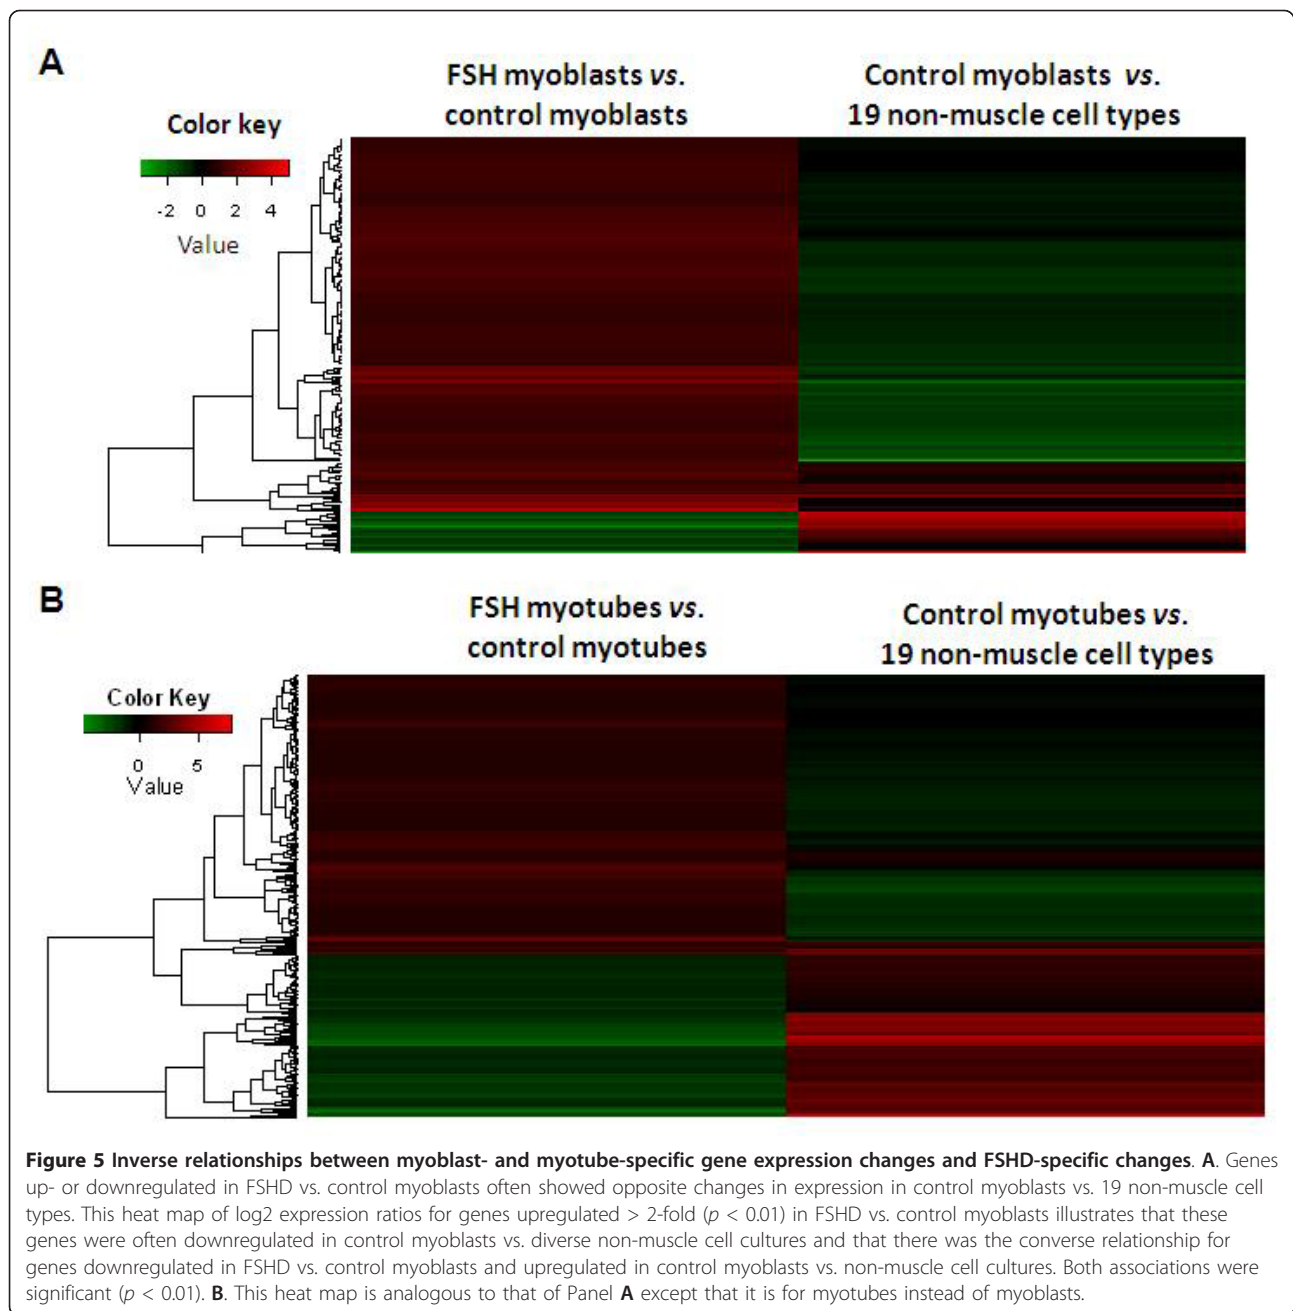 A
FSH myoblasts vs.
control myoblasts
Control myoblasts vs.
19 non-muscle cell types
Color key
-2 0 2 4
Value
B
FSH myotubes vs.
control myotubes
Control myotubes vs.
19 non-muscle cell types
Color Key
0 5
Value
Figure 5 Inverse relationships between myoblast- and myotube-specific gene expression changes and FSHD-specific changes. A. Genes
up- or downregulated in FSHD vs. control myoblasts often showed opposite changes in expression in control myoblasts vs. 19 non-muscle cell
types. This heat map of log2 expression ratios for genes upregulated > 2-fold (p < 0.01) in FSHD vs. control myoblasts illustrates that these
genes were often downregulated in control myoblasts vs. diverse non-muscle cell cultures and that there was the converse relationship for
genes downregulated in FSHD vs. control myoblasts and upregulated in control myoblasts vs. non-muscle cell cultures. Both associations were
significant (p < 0.01). B. This heat map is analogous to that of Panel A except that it is for myotubes instead of myoblasts.